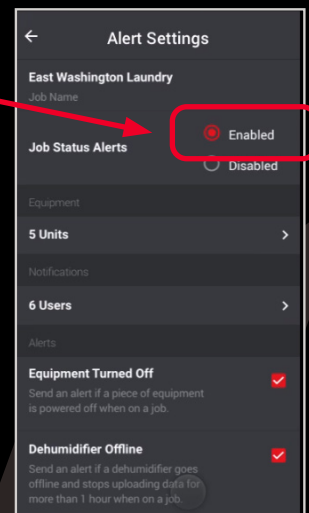 Alert Settings
East Washington Laundry
Job Name
Enabled
Job Status Alerts
Disabled
Equipment
5 Units
Notifications
6 Users
Alerts
Equipment Turned Off
Send an alert if a piece of equipment
is powered off when on a job.
Dehumidifier Offline
Send an alert if a dehumidifier goes
offline and stops uploading data for
more than 1 hour when on a job.